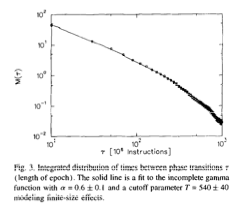 10²
10¹
M(τ)
10⁰
10⁻¹
10⁻²
10¹ 10² 10³
τ [10⁶ Instructions]
Fig. 3. Integrated distribution of times between phase transitions τ
(length of epoch). The solid line is a fit to the incomplete gamma
function with α = 0.6 ± 0.1 and a cutoff parameter T = 540 ± 40
modeling finite-size effects.